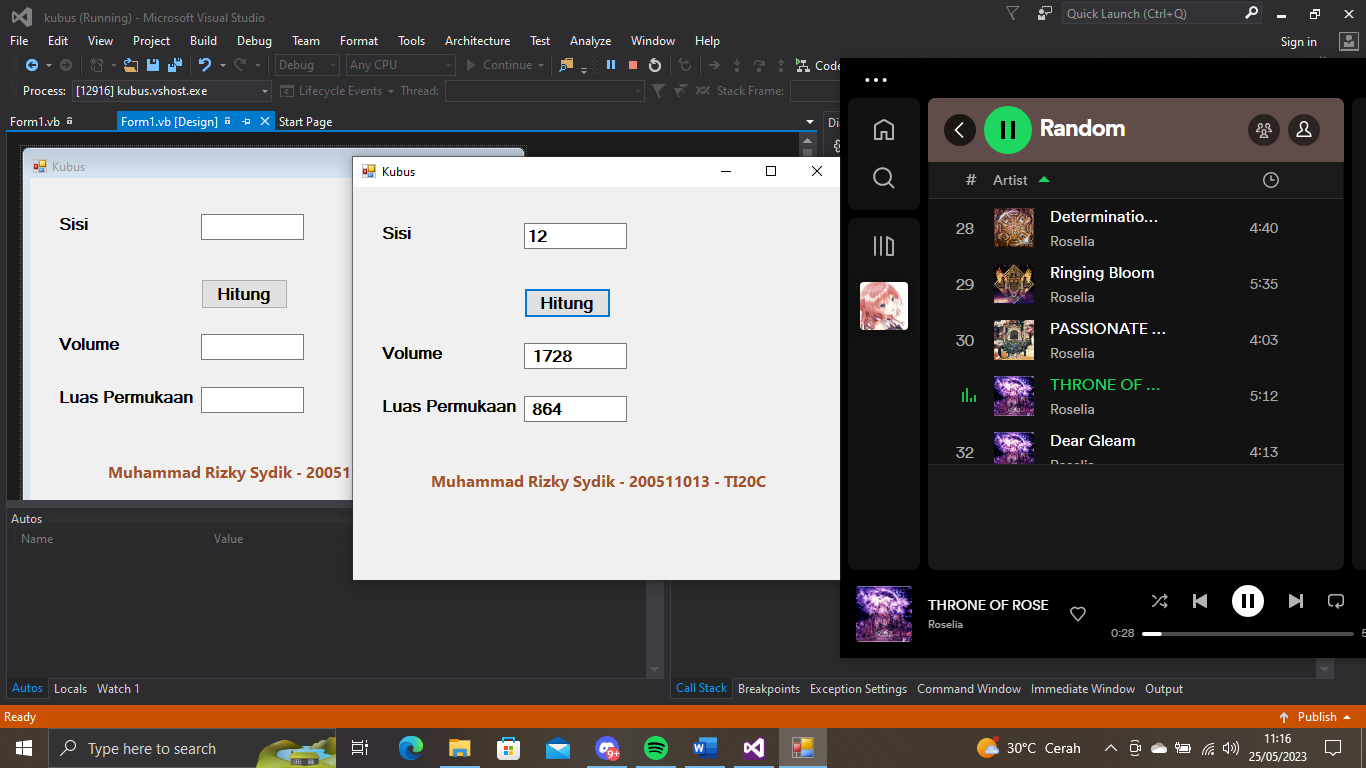 kubus (Running) - Microsoft Visual Studio
Quick Launch (Ctrl+Q)
File Edit View Project Build Debug Team Format Tools Architecture Test Analyze Window Help
Sign in
Debug Any CPU Continue
Code
Process: [12916] kubus.vshost.exe Lifecycle Events Thread: Stack Frame:
Form1.vb Form1.vb [Design] Start Page
Kubus
Sisi
Hitung
Volume
Luas Permukaan
Muhammad Rizky Sydik - 20051
Kubus
Sisi 12
Hitung
Volume 1728
Luas Permukaan 864
Muhammad Rizky Sydik - 200511013 - TI20C
Autos
Name Value
Random
# Artist
28 Determinatio... 4:40
Roselia
29 Ringing Bloom 5:35
Roselia
30 PASSIONATE ... 4:03
Roselia
THRONE OF ... 5:12
Roselia
32 Dear Gleam 4:13
THRONE OF ROSE
Roselia
0:28
Autos Locals Watch 1
Call Stack Breakpoints Exception Settings Command Window Immediate Window Output
Ready
Publish
Type here to search
9+
30°C Cerah
11:16
25/05/2023